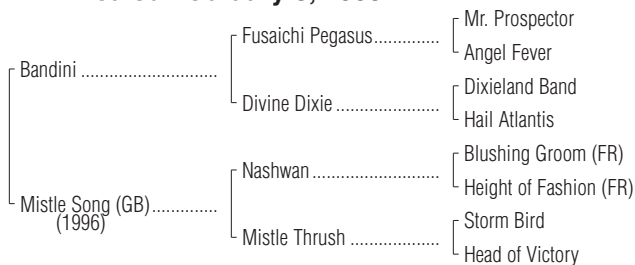 Mr. Prospector
Fusaichi Pegasus..............
Angel Fever
Bandini .............................
Dixieland Band
Divine Dixie ......................
Hail Atlantis
Blushing Groom (FR)
Nashwan...........................
Height of Fashion (FR)
Mistle Song (GB)..............
(1996)
Storm Bird
Mistle Thrush ...................
Head of Victory